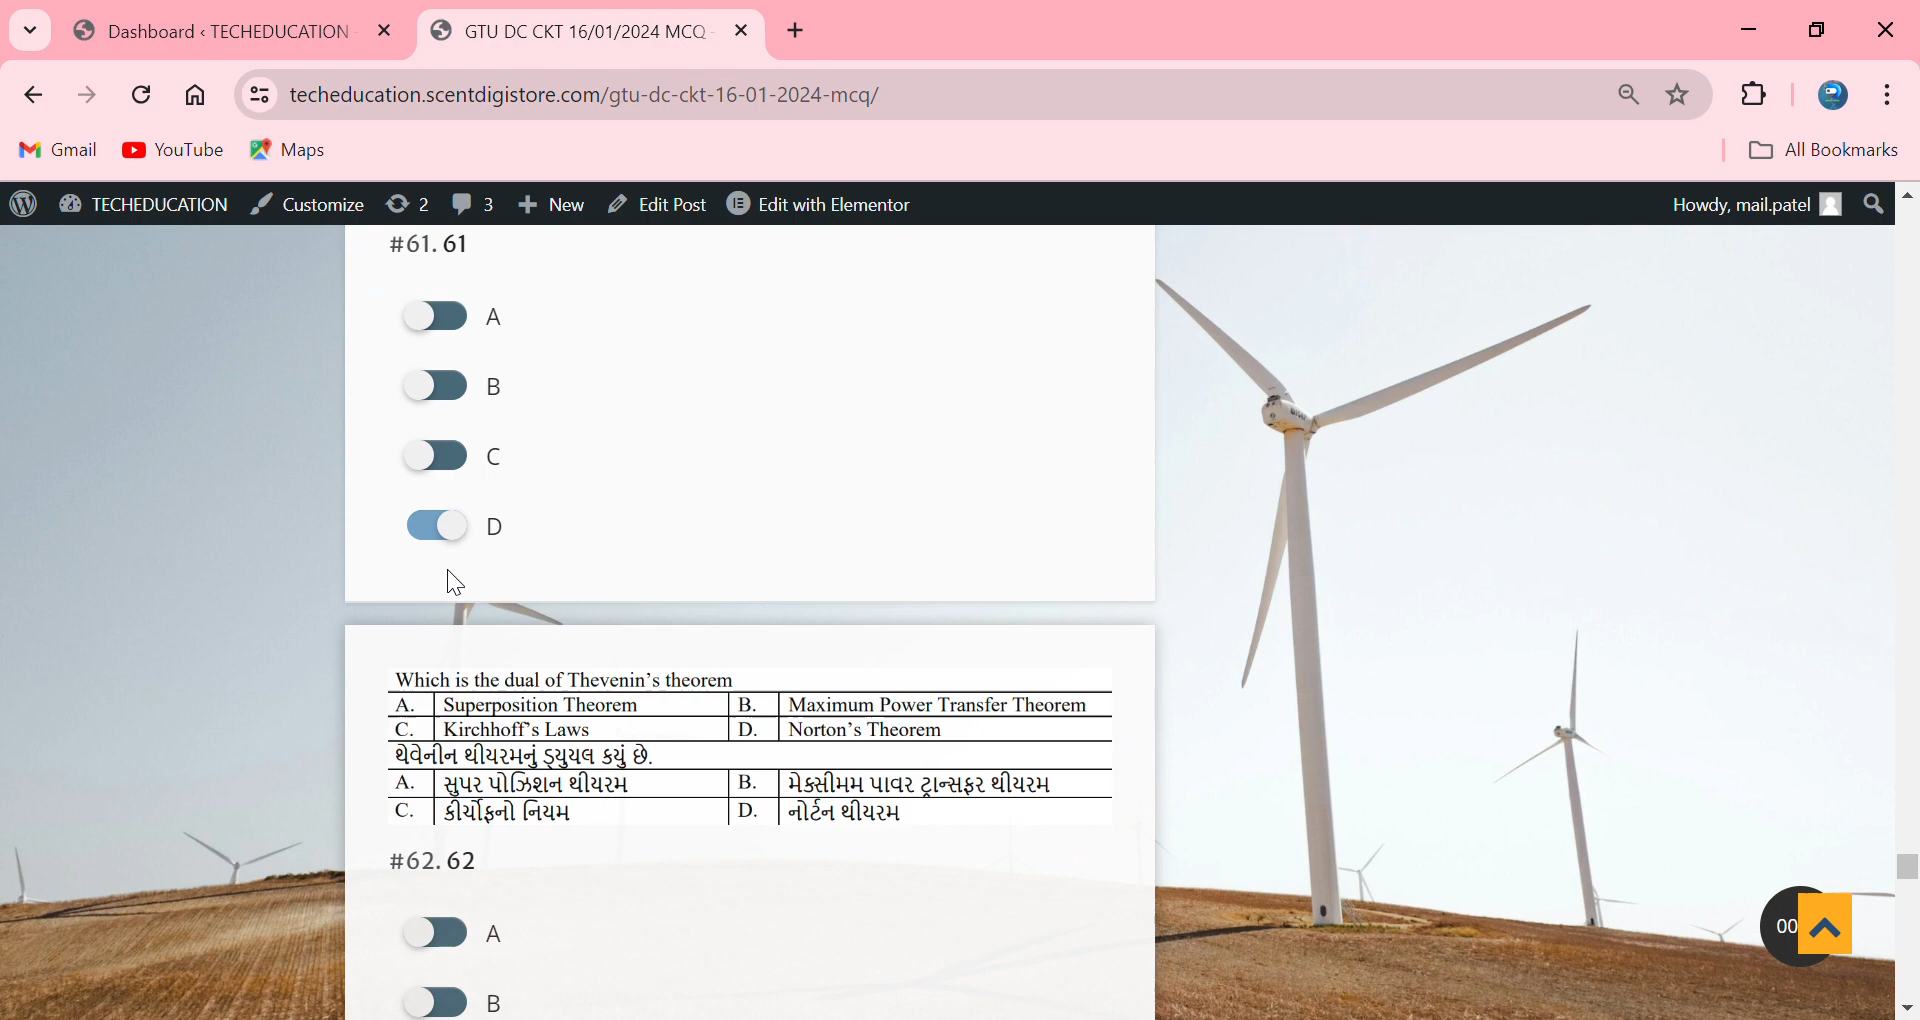 Dashboard ‹ TECHEDUCATION
GTU DC CKT 16/01/2024 MCQ
techeducation.scentdigistore.com/gtu-dc-ckt-16-01-2024-mcq/
Gmail YouTube Maps All Bookmarks
TECHEDUCATION Customize 2 3 New Edit Post Edit with Elementor Howdy, mail.patel
#61. 61
A
B
C
D
Which is the dual of Thevenin's theorem
A. Superposition Theorem B. Maximum Power Transfer Theorem
C. Kirchhoff's Laws D. Norton's Theorem
થેવેનીન થીયરમનું ડ્યુયલ કયું છે.
A. સુપર પોઝિશન થીયરમ B. મેક્સીમમ પાવર ટ્રાન્સફર થીયરમ
C. કીર્યોફનો નિયમ D. નોર્ટન થીયરમ
#62. 62
A
B
00